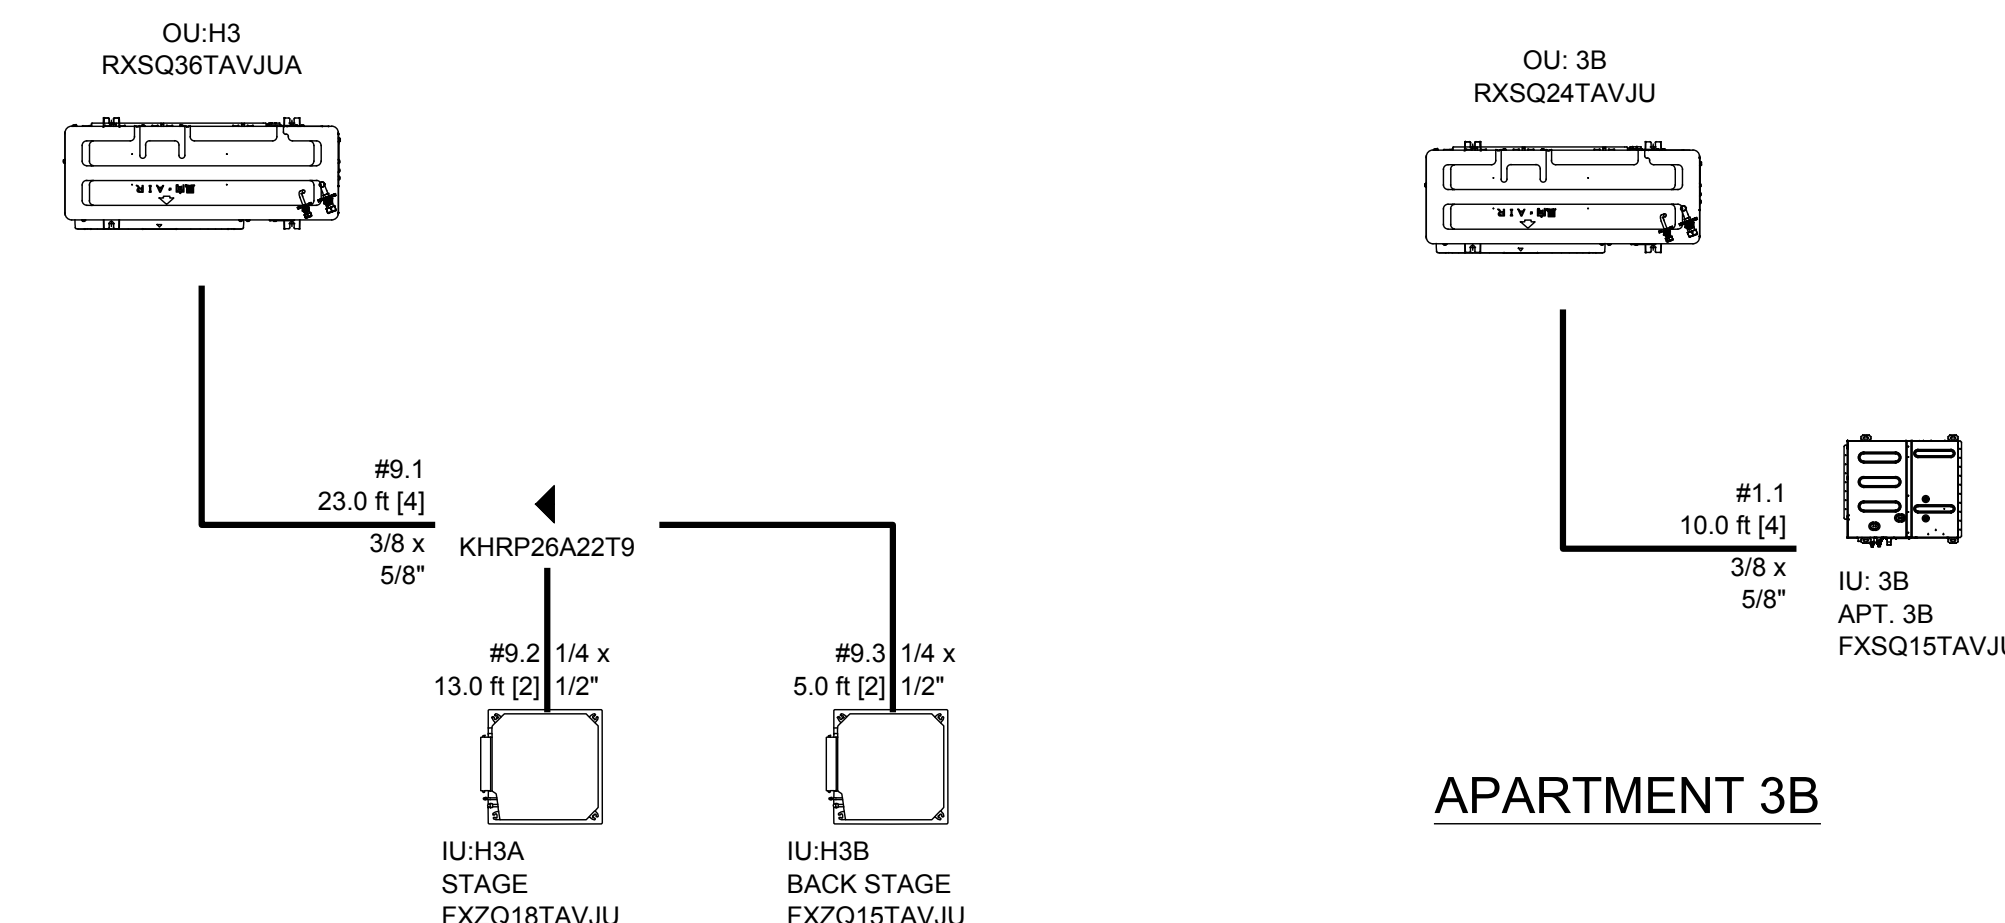 OU:H3
RXSQ36TAVJUA
#9.1
23.0 ft [4]
3/8 x
5/8"
KHRP26A22T9
#9.2 1/4 x
13.0 ft [2] 1/2"
#9.3 1/4 x
5.0 ft [2] 1/2"
IU:H3A
STAGE
FXZQ18TAVJU
IU:H3B
BACK STAGE
FXZQ15TAVJU
OU: 3B
RXSQ24TAVJU
#1.1
10.0 ft [4]
3/8 x
5/8"
IU: 3B
APT. 3B
FXSQ15TAVJU
APARTMENT 3B